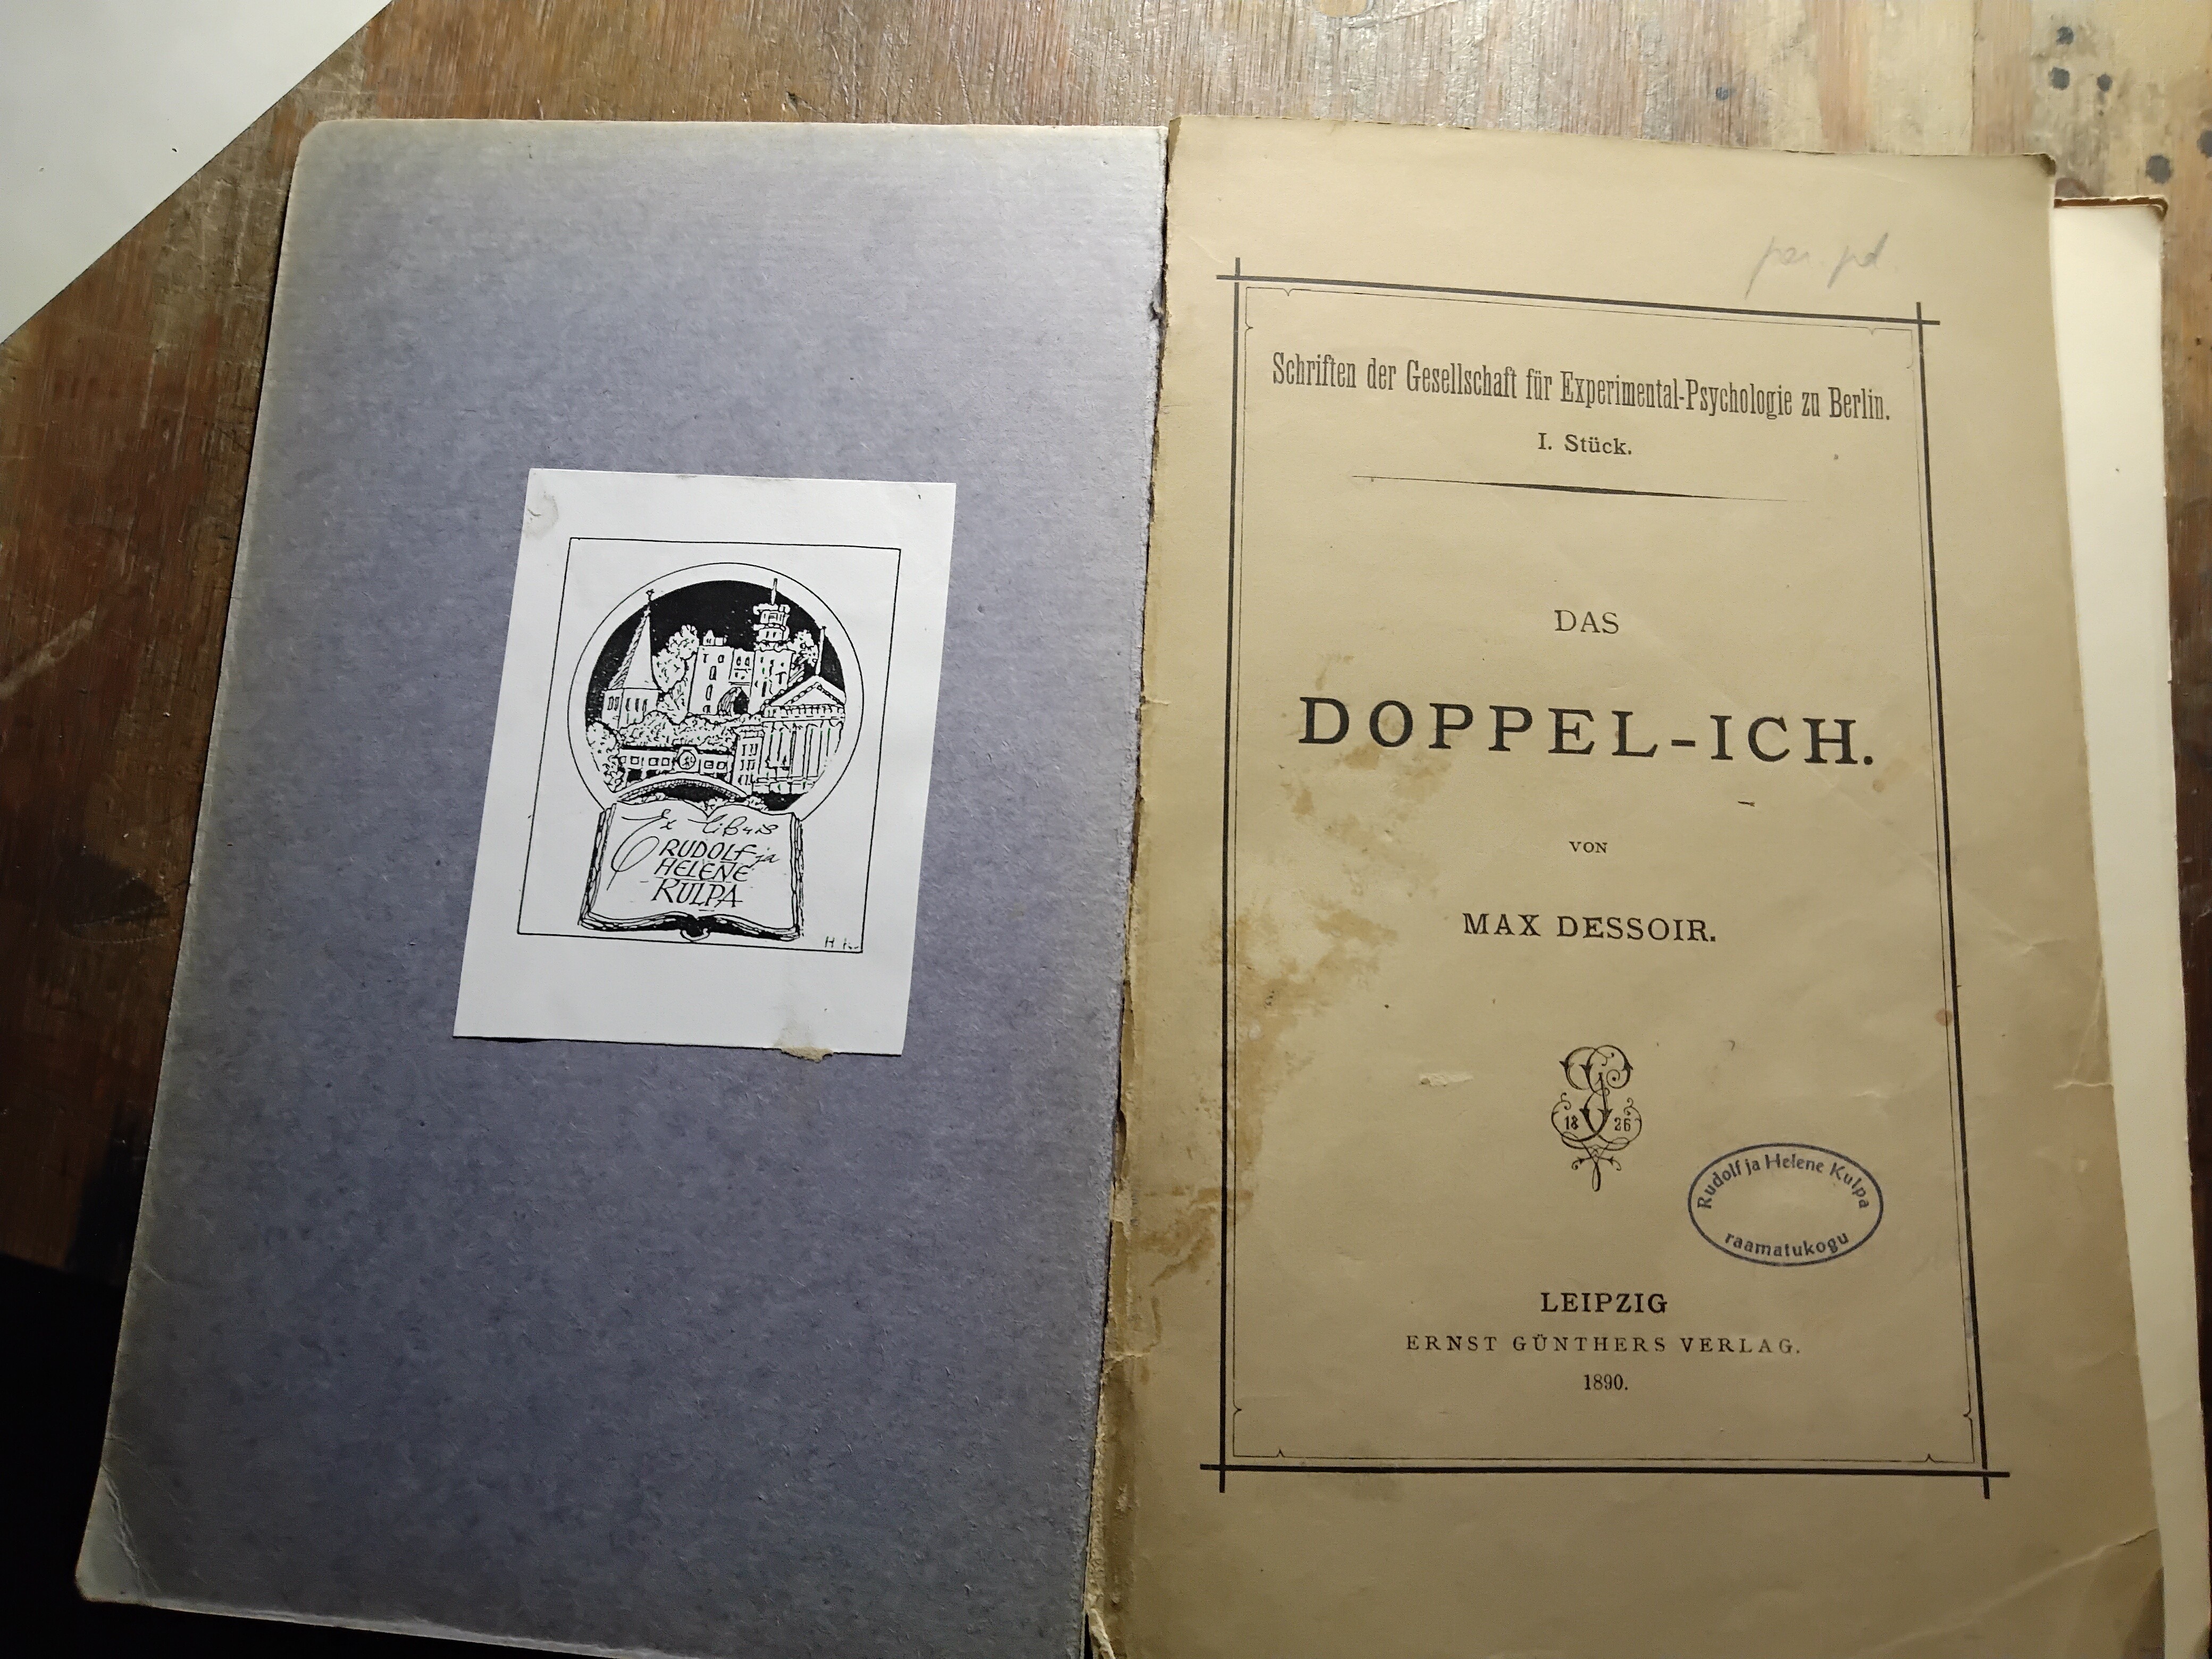 Ex libris
RUDOLF ja
HELENE
KULPA
Schriften der Gesellschaft für Experimental-Psychologie zu Berlin.
I. Stück.
DAS
DOPPEL-ICH.
VON
MAX DESSOIR.
18 26
Rudolf ja Helene Kulpa
raamatukogu
LEIPZIG
ERNST GÜNTHERS VERLAG.
1890.